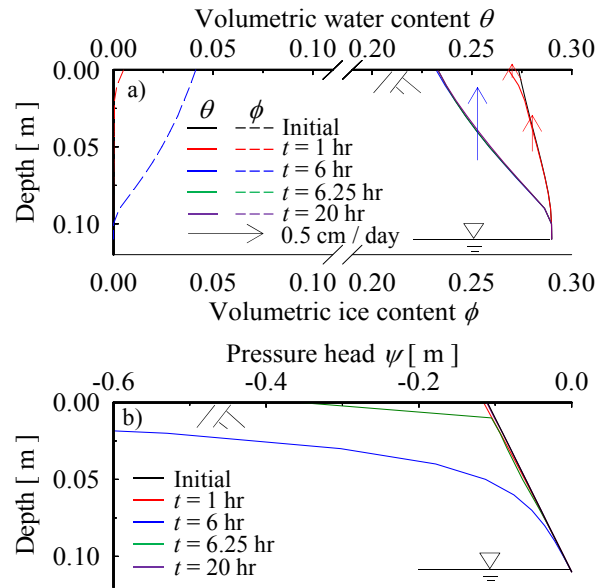 Volumetric water content θ
0.00 0.05 0.10 0.20 0.25 0.30
a)
Depth [ m ]
0.00
0.05
0.10
θ ϕ
Initial
t = 1 hr
t = 6 hr
t = 6.25 hr
t = 20 hr
0.5 cm / day
0.00 0.05 0.10 0.20 0.25 0.30
Volumetric ice content ϕ
Pressure head ψ [ m ]
-0.6 -0.4 -0.2 0.0
b)
Depth [ m ]
0.00
0.05
0.10
Initial
t = 1 hr
t = 6 hr
t = 6.25 hr
t = 20 hr